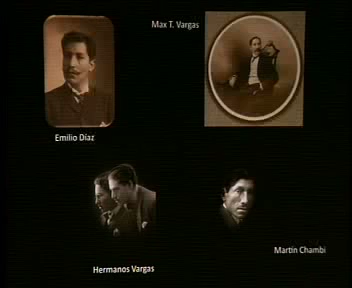 Max T. Vargas
Emilio Díaz
Hermanos Vargas
Martín Chambi